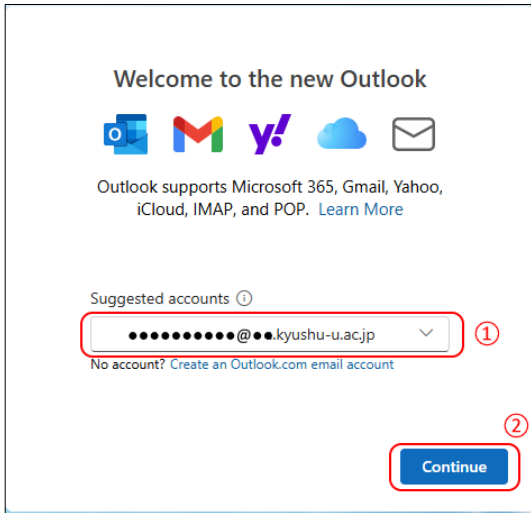 Welcome to the new Outlook
Outlook supports Microsoft 365, Gmail, Yahoo,
iCloud, IMAP, and POP. Learn More
Suggested accounts
●●●●●●●●●●@●●.kyushu-u.ac.jp
①
No account? Create an Outlook.com email account
②
Continue